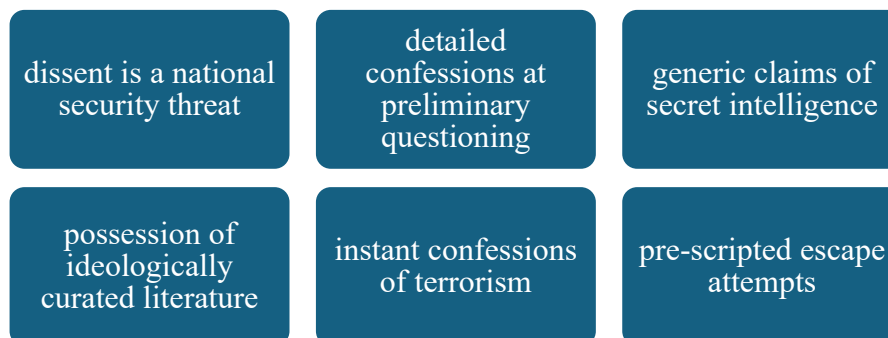 dissent is a national
security threat
detailed
confessions at
preliminary
questioning
generic claims of
secret intelligence
possession of
ideologically
curated literature
instant confessions
of terrorism
pre-scripted escape
attempts